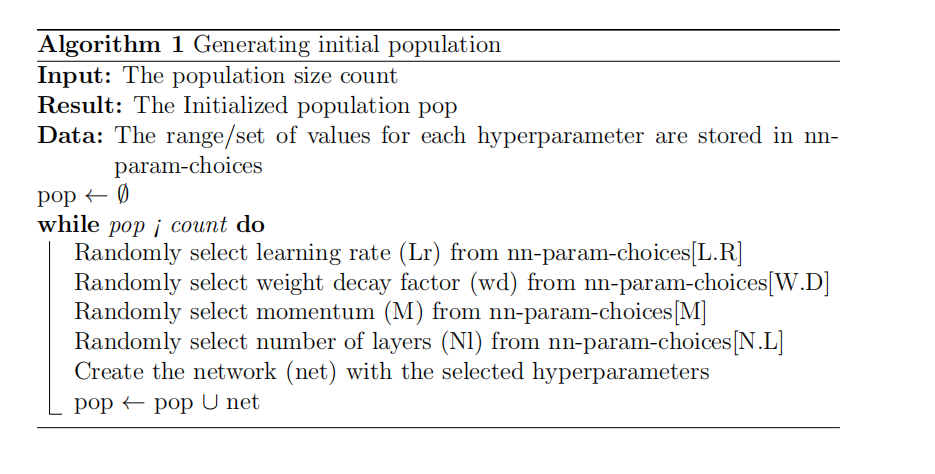 Algorithm 1 Generating initial population
Input: The population size count
Result: The Initialized population pop
Data: The range/set of values for each hyperparameter are stored in nn-
param-choices
pop ← ∅
while pop ¡ count do
Randomly select learning rate (Lr) from nn-param-choices[L.R]
Randomly select weight decay factor (wd) from nn-param-choices[W.D]
Randomly select momentum (M) from nn-param-choices[M]
Randomly select number of layers (Nl) from nn-param-choices[N.L]
Create the network (net) with the selected hyperparameters
pop ← pop ∪ net